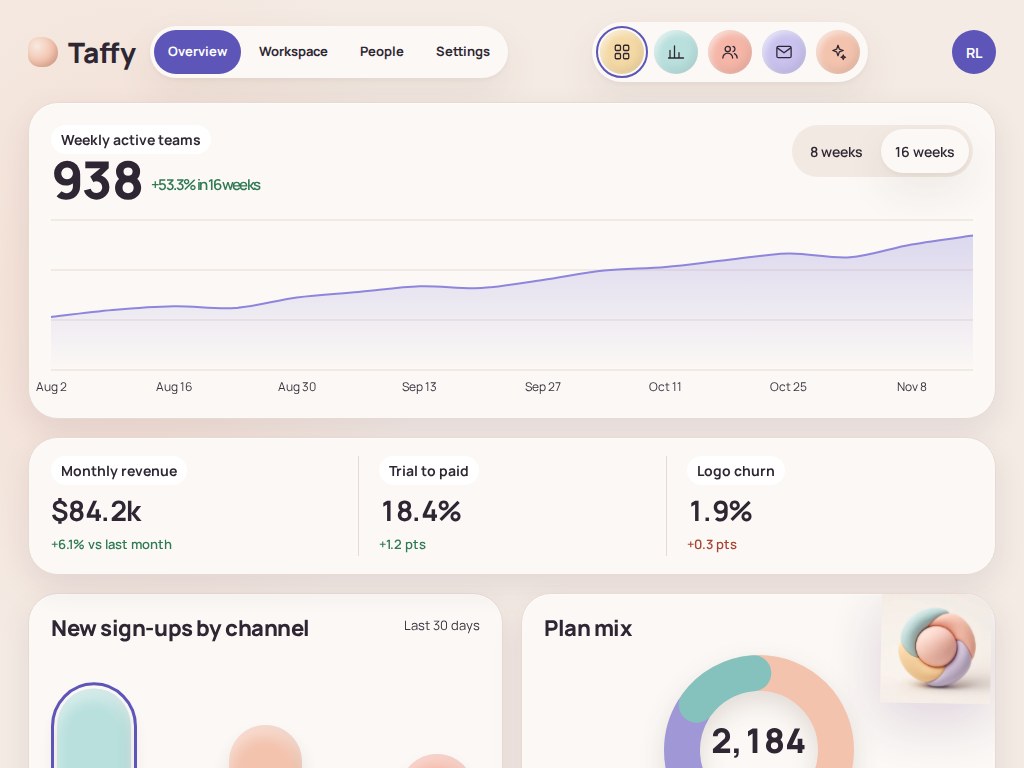 Taffy
Overview Workspace People Settings
RL
Weekly active teams
8 weeks 16 weeks
938 +53.3% in 16 weeks
Aug 2 Aug 16 Aug 30 Sep 13 Sep 27 Oct 11 Oct 25 Nov 8
Monthly revenue
$84.2k
+6.1% vs last month
Trial to paid
18.4%
+1.2 pts
Logo churn
1.9%
+0.3 pts
New sign-ups by channel
Last 30 days
Plan mix
2,184